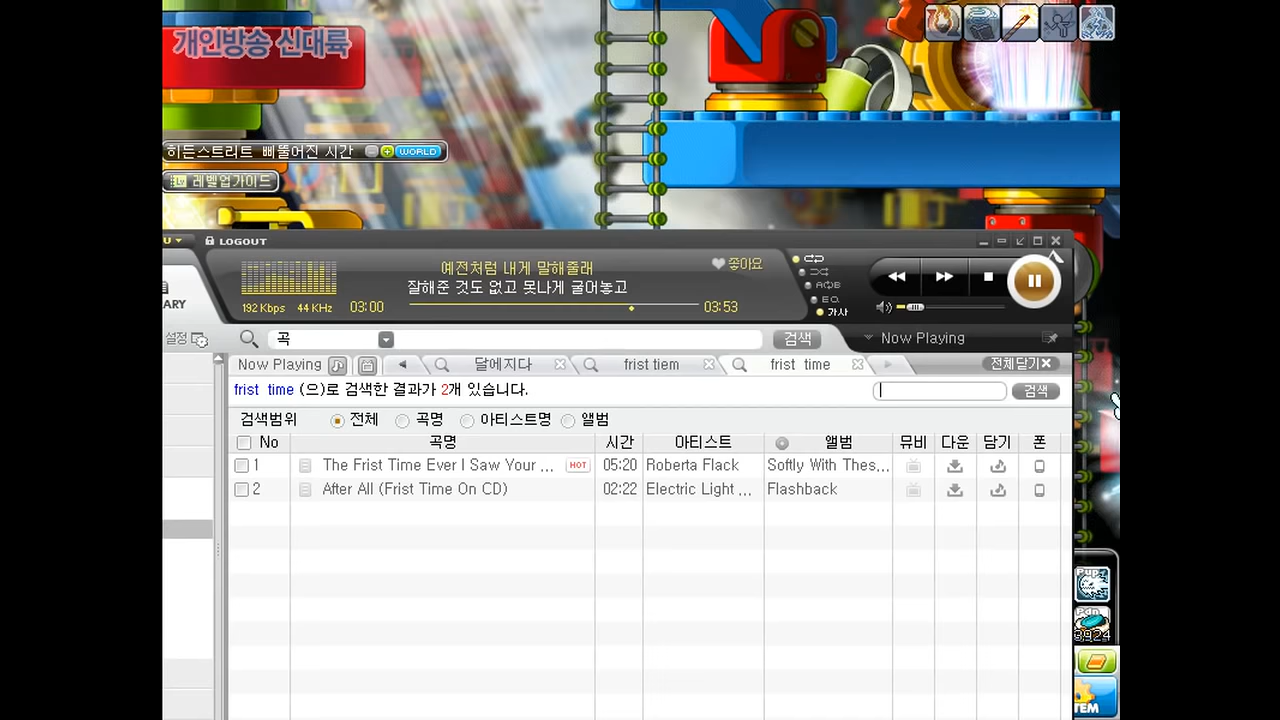 개인방송 신대륙
히든스트리트 삐뚤어진 시간 WORLD
레벨업가이드
LOGOUT
예전처럼 내게 말해줄래
좋아요
잘해준 것도 없고 못나게 굴어놓고
192 Kbps 44 KHz 03:00 03:53
A B
EQ
가사
ARY
설정
곡 검색 Now Playing
Now Playing 달에지다 frist tiem frist time 전체닫기
frist time (으)로 검색한 결과가 2개 있습니다. 검색
검색범위 전체 곡명 아티스트명 앨범
No 곡명 시간 아티스트 앨범 뮤비 다운 담기 폰
1 The Frist Time Ever I Saw Your ... HOT 05:20 Roberta Flack Softly With Thes...
2 After All (Frist Time On CD) 02:22 Electric Light ... Flashback
PuP
Pdn
3924
TEM